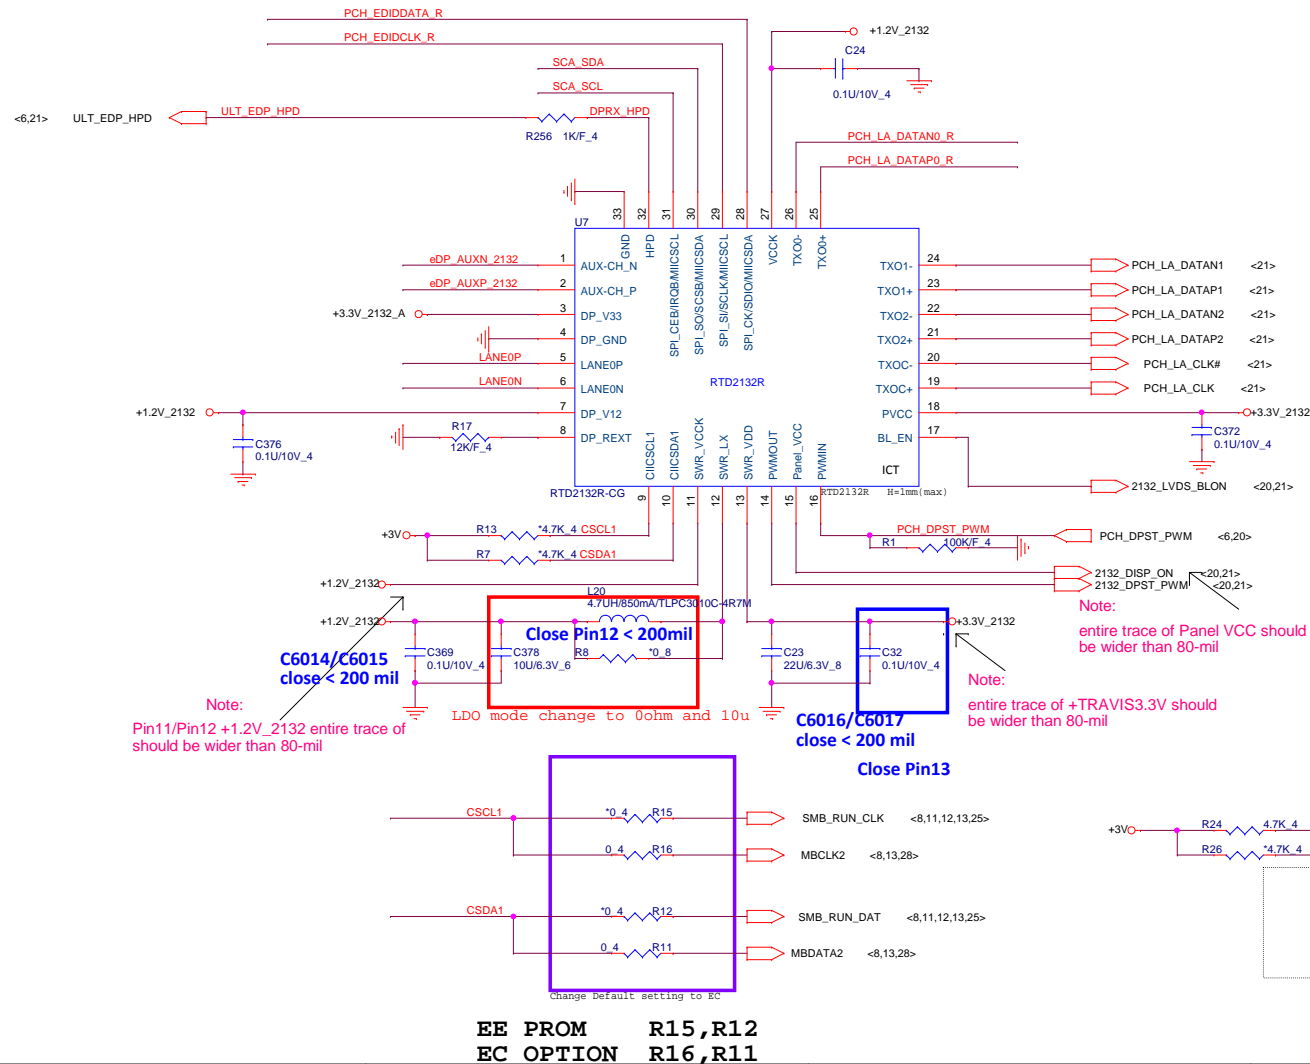 PCH_EDIDDATA_R
PCH_EDIDCLK_R
SCA_SDA
SCA_SCL
+1.2V_2132
C24
0.1U/10V_4
<6,21> ULT_EDP_HPD
ULT_EDP_HPD
DPRX_HPD
R256 1K/F_4
PCH_LA_DATAN0_R
PCH_LA_DATAP0_R
33 32 31 30 29 28 27 26 25
U7
GND
HPD
SPI_CEB/IRQB/MIICSCL
SPI_SO/SCSB/MIICSDA
SPI_SI/SCLK/MIICSCL
SPI_CK/SDIO/MIICSDA
VCCK
TXO0-
TXO0+
eDP_AUXN_2132 1 AUX-CH_N
eDP_AUXP_2132 2 AUX-CH_P
+3.3V_2132_A 3 DP_V33
4 DP_GND
LANE0P 5 LANE0P
LANE0N 6 LANE0N
+1.2V_2132 7 DP_V12
8 DP_REXT
C376
0.1U/10V_4
R17
12K/F_4
RTD2132R
TXO1- 24 PCH_LA_DATAN1 <21>
TXO1+ 23 PCH_LA_DATAP1 <21>
TXO2- 22 PCH_LA_DATAN2 <21>
TXO2+ 21 PCH_LA_DATAP2 <21>
TXOC- 20 PCH_LA_CLK# <21>
TXOC+ 19 PCH_LA_CLK <21>
PVCC 18 +3.3V_2132
BL_EN 17
C372
0.1U/10V_4
2132_LVDS_BLON <20,21>
CIICSCL1
CIICSDA1
SWR_VCCK
SWR_LX
SWR_VDD
PWMOUT
Panel_VCC
PWMIN
ICT
RTD2132R-CG
RTD2132R H=1mm(max)
9 10 11 12 13 14 15 16
+3V
R13 *4.7K_4 CSCL1
R7 *4.7K_4 CSDA1
PCH_DPST_PWM
R1 100K/F_4
PCH_DPST_PWM <6,20>
2132_DISP_ON <20,21>
2132_DPST_PWM <20,21>
+1.2V_2132
L20
4.7UH/850mA/TLPC3010C-4R7M
+1.2V_2132
Close Pin12 < 200mil
C369
0.1U/10V_4
C378
10U/6.3V_6
R8 *0_8
C23
22U/6.3V_8
C32
0.1U/10V_4
+3.3V_2132
C6014/C6015
close < 200 mil
Note:
Pin11/Pin12 +1.2V_2132 entire trace of
should be wider than 80-mil
LDO mode change to 0ohm and 10u
C6016/C6017
close < 200 mil
Close Pin13
Note:
entire trace of Panel VCC should
be wider than 80-mil
Note:
entire trace of +TRAVIS3.3V should
be wider than 80-mil
CSCL1
*0_4 R15 SMB_RUN_CLK <8,11,12,13,25>
0_4 R16 MBCLK2 <8,13,28>
CSDA1
*0_4 R12 SMB_RUN_DAT <8,11,12,13,25>
0_4 R11 MBDATA2 <8,13,28>
Change Default setting to EC
+3V
R24 4.7K_4
R26 *4.7K_4
EE PROM R15,R12
EC OPTION R16,R11